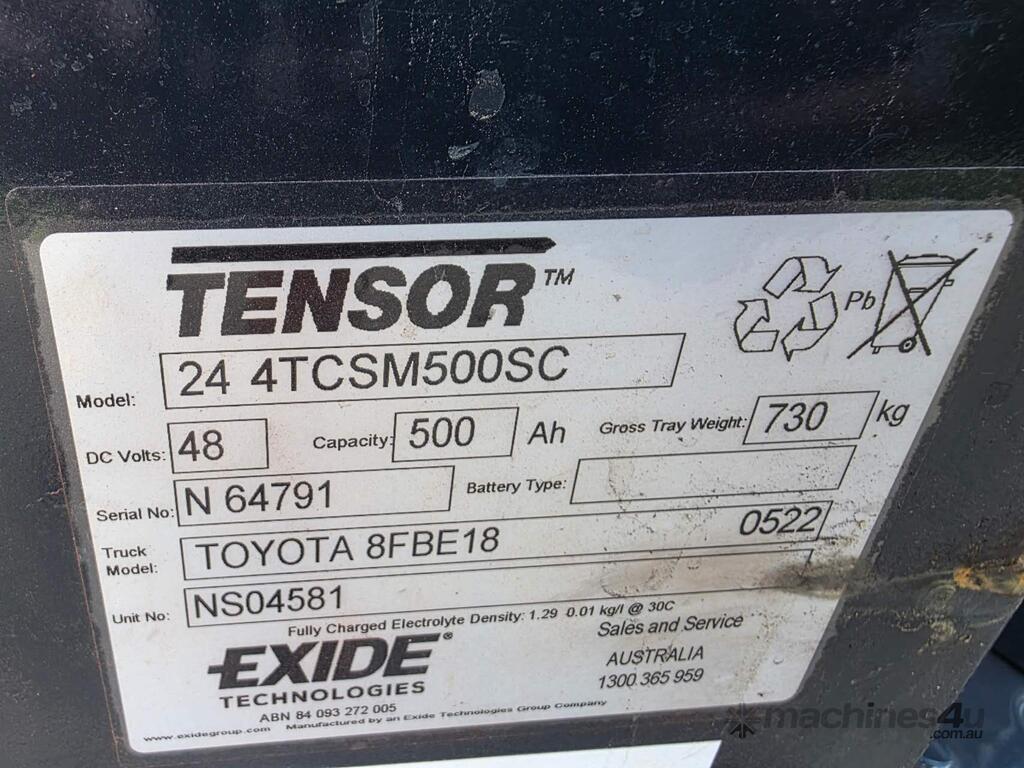 TENSOR™
Pb
Model: 24 4TCSM500SC
DC Volts: 48 Capacity: 500 Ah Gross Tray Weight: 730 kg
Serial No: N 64791 Battery Type:
Truck Model: TOYOTA 8FBE18 0522
Unit No: NS04581
Fully Charged Electrolyte Density: 1.29 0.01 kg/l @ 30C
EXIDE®
TECHNOLOGIES
Sales and Service
AUSTRALIA
1300 365 959
ABN 84 093 272 005
www.exidegroup.com Manufactured by an Exide Technologies Group Company
machines4u
.com.au